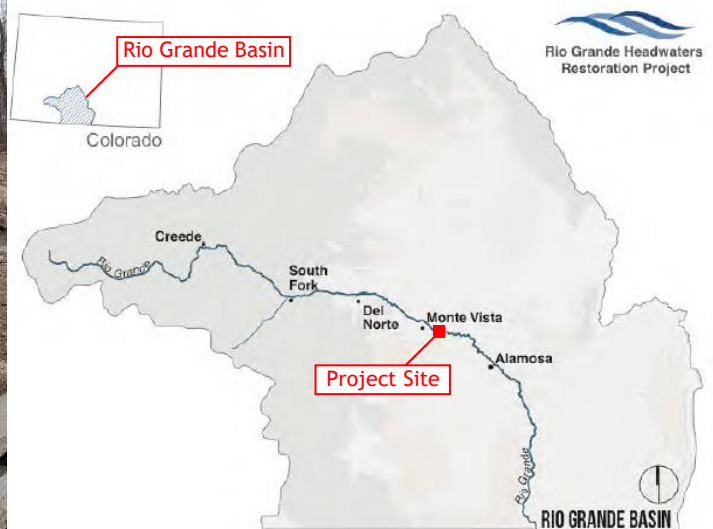 Rio Grande Basin
Colorado
Rio Grande Headwaters
Restoration Project
Creede
Rio Grande
South
Fork
Del
Norte
Monte Vista
Alamosa
Project Site
Rio Grande
RIO GRANDE BASIN